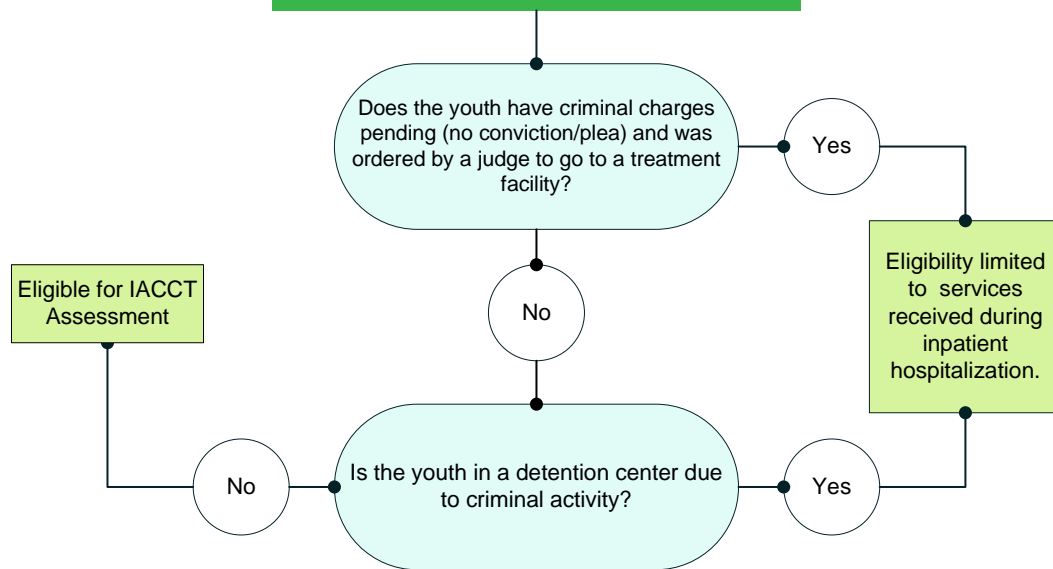 Does the youth have criminal charges
pending (no conviction/plea) and was
ordered by a judge to go to a treatment
facility?
Yes
Eligibility limited
to services
received during
inpatient
hospitalization.
Eligible for IACCT
Assessment
No
Is the youth in a detention center due
to criminal activity?
No
Yes